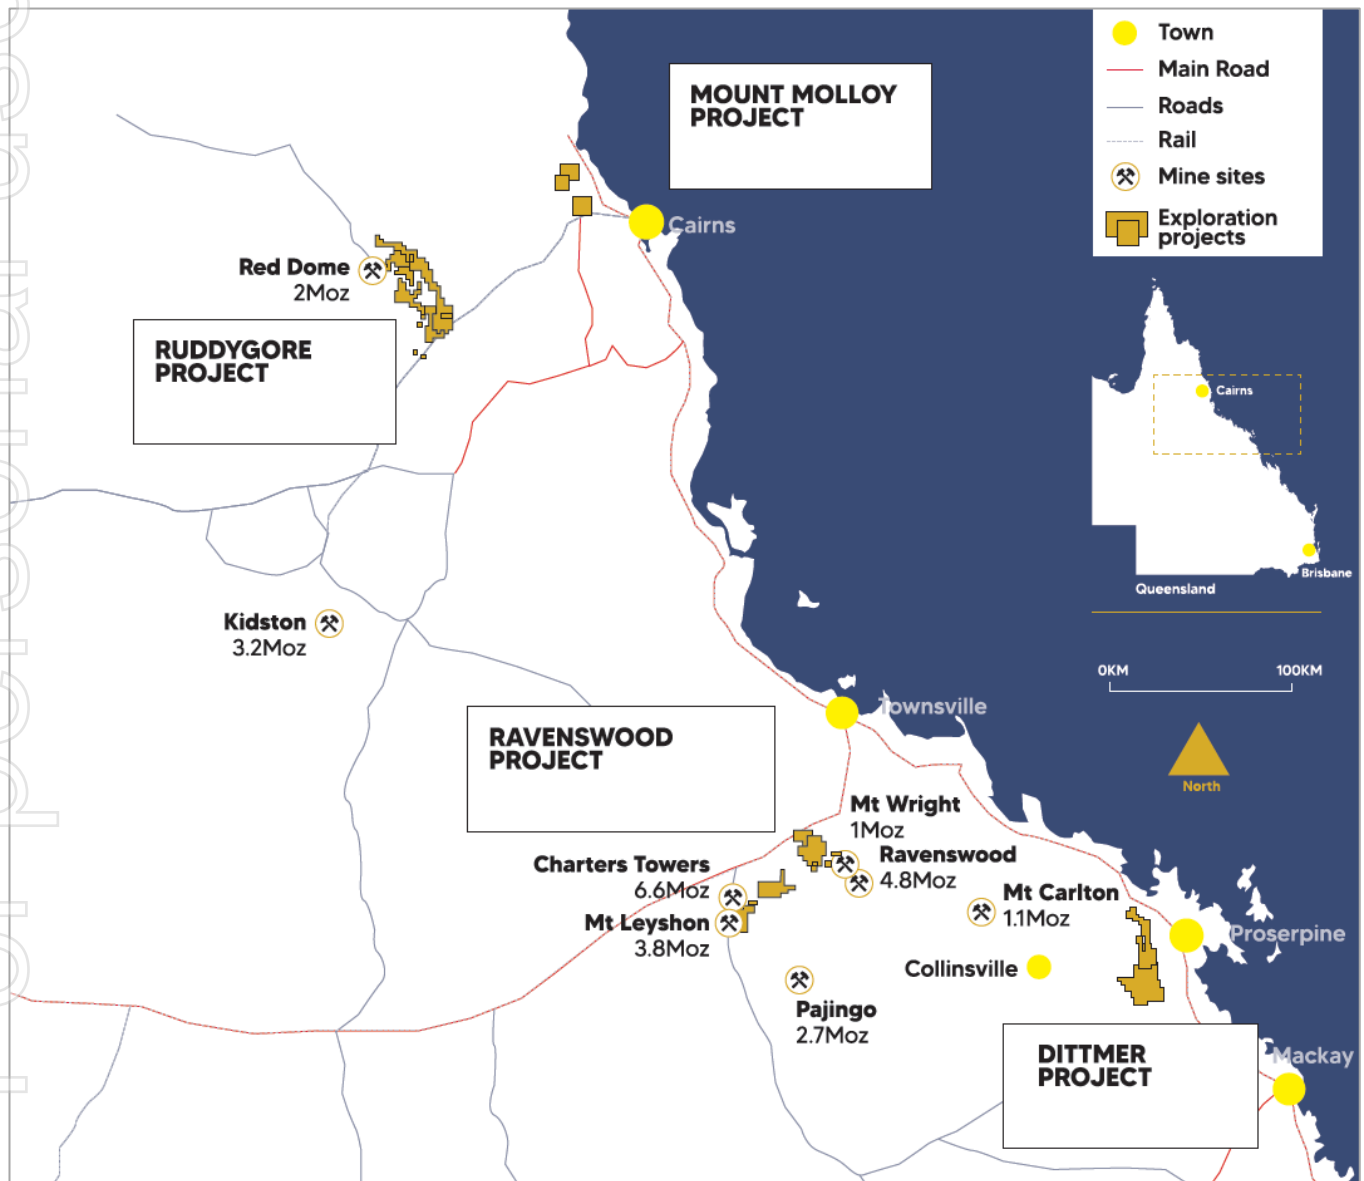 Town
Main Road
Roads
Rail
Mine sites
Exploration
projects
MOUNT MOLLOY
PROJECT
Cairns
Red Dome
2Moz
RUDDYGORE
PROJECT
Cairns
Brisbane
Queensland
Kidston
3.2Moz
0KM 100KM
North
RAVENSWOOD
PROJECT
Townsville
Mt Wright
1Moz
Ravenswood
4.8Moz
Charters Towers
6.6Moz
Mt Leyshon
3.8Moz
Mt Carlton
1.1Moz
Proserpine
Collinsville
Pajingo
2.7Moz
DITTMER
PROJECT
Mackay